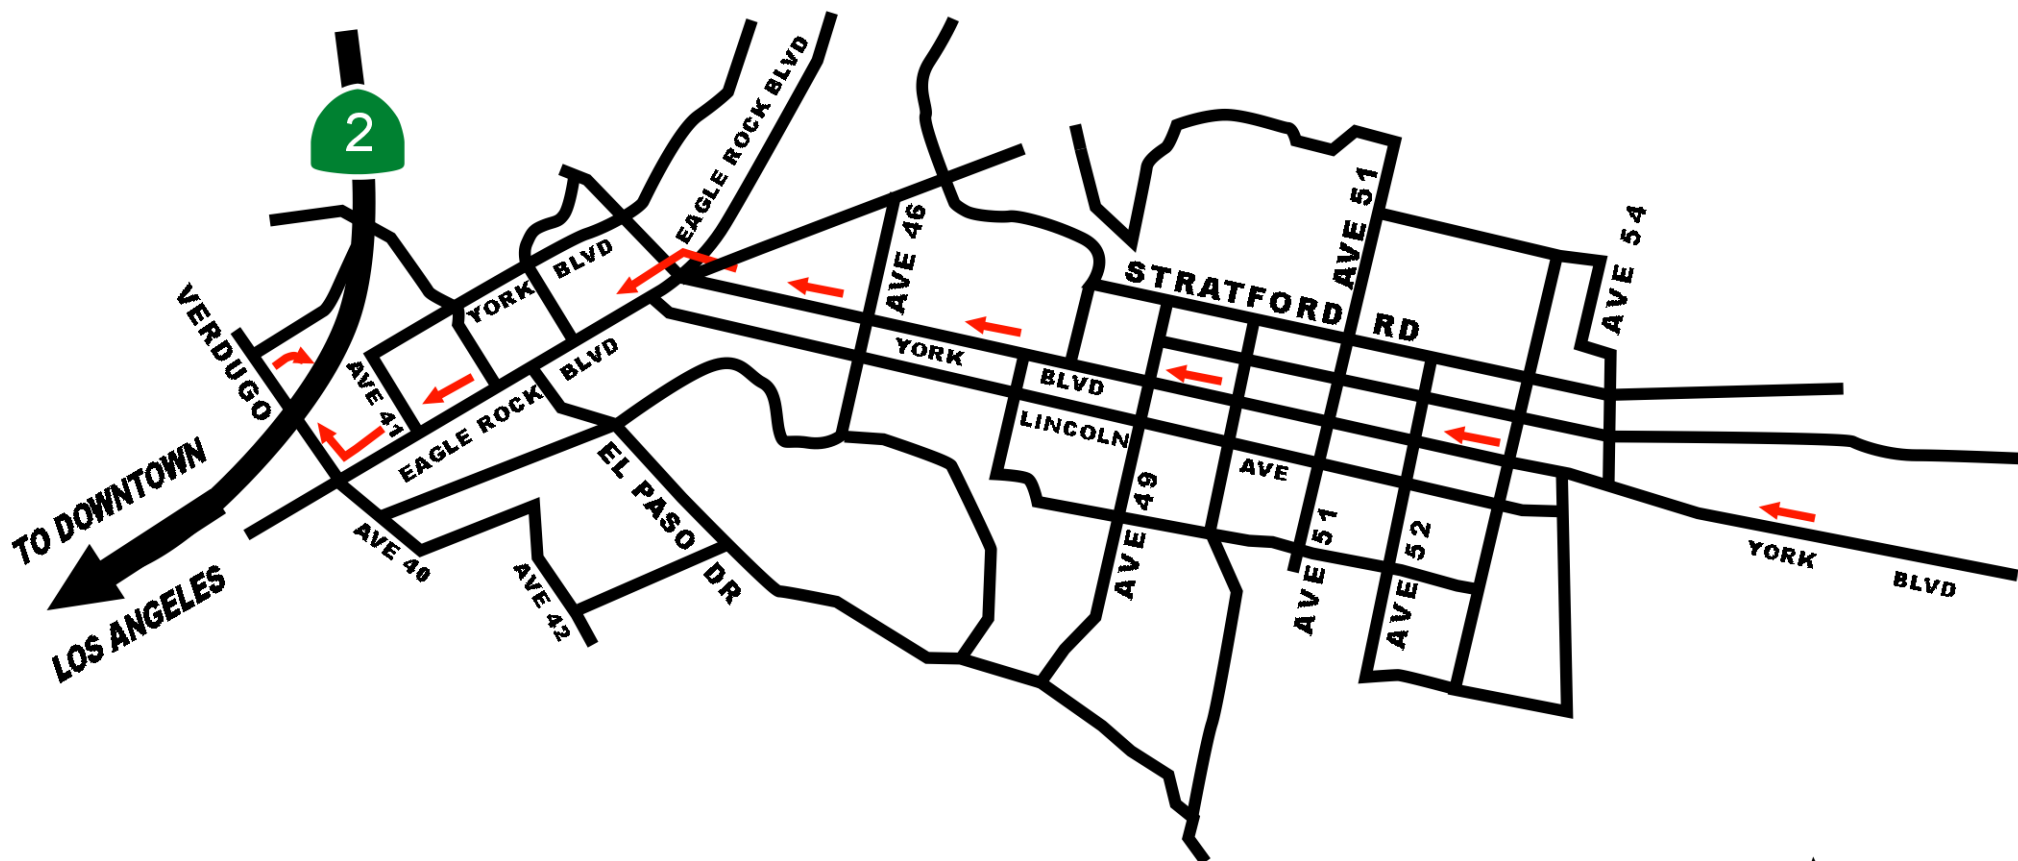 2
EAGLE ROCK BLVD
AVE 51
AVE 46
AVE 54
YORK BLVD
STRATFORD RD
VERDUGO
YORK BLVD
AVE 41
EAGLE ROCK BLVD
LINCOLN AVE
TO DOWNTOWN
LOS ANGELES
EL PASO DR
AVE 40
AVE 42
AVE 49
AVE 51
AVE 52
YORK BLVD